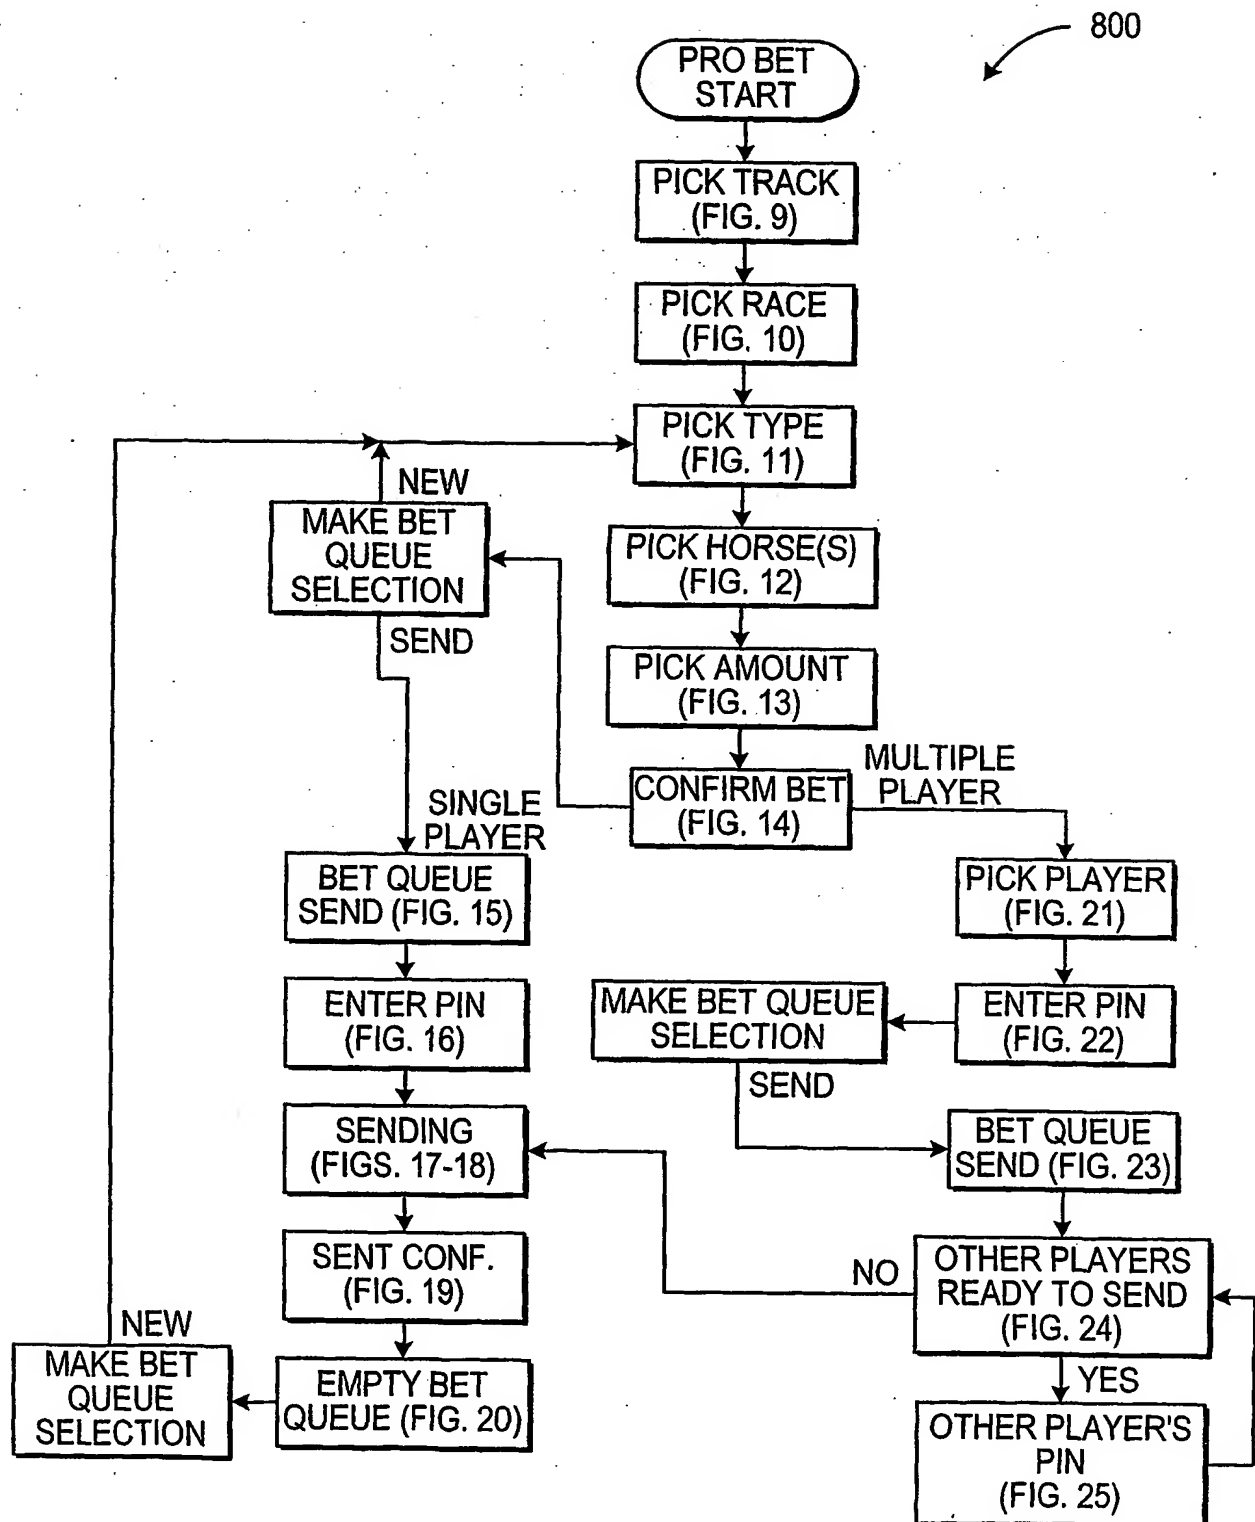 800
PRO BET
START
PICK TRACK
(FIG. 9)
PICK RACE
(FIG. 10)
PICK TYPE
(FIG. 11)
NEW
MAKE BET
QUEUE
SELECTION
SEND
PICK HORSE(S)
(FIG. 12)
PICK AMOUNT
(FIG. 13)
CONFIRM BET
(FIG. 14)
MULTIPLE
PLAYER
SINGLE
PLAYER
BET QUEUE
SEND (FIG. 15)
ENTER PIN
(FIG. 16)
SENDING
(FIGS. 17-18)
SENT CONF.
(FIG. 19)
EMPTY BET
QUEUE (FIG. 20)
NEW
MAKE BET
QUEUE
SELECTION
PICK PLAYER
(FIG. 21)
ENTER PIN
(FIG. 22)
MAKE BET QUEUE
SELECTION
SEND
BET QUEUE
SEND (FIG. 23)
OTHER PLAYERS
READY TO SEND
(FIG. 24)
NO
YES
OTHER PLAYER'S
PIN
(FIG. 25)